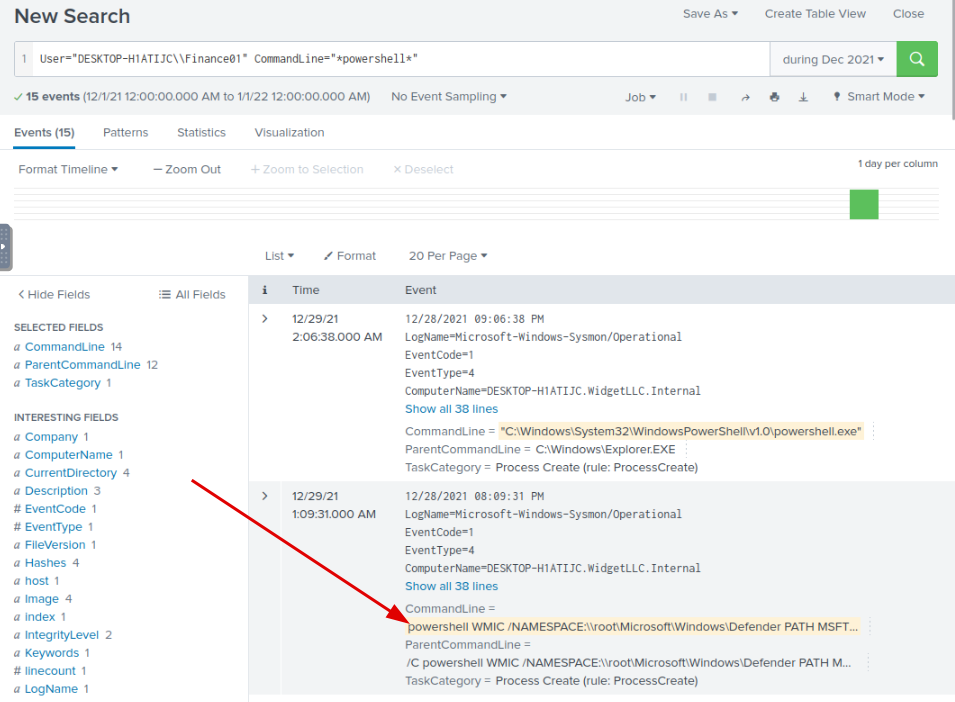 New Search
Save As ▾ Create Table View Close
1 User="DESKTOP-H1ATIJC\\Finance01" CommandLine="*powershell*"
during Dec 2021 ▾
✓ 15 events (12/1/21 12:00:00.000 AM to 1/1/22 12:00:00.000 AM) No Event Sampling ▾
Job ▾ Smart Mode ▾
Events (15) Patterns Statistics Visualization
Format Timeline ▾ — Zoom Out + Zoom to Selection × Deselect
1 day per column
List ▾ Format 20 Per Page ▾
< Hide Fields All Fields
SELECTED FIELDS
a CommandLine 14
a ParentCommandLine 12
a TaskCategory 1
INTERESTING FIELDS
a Company 1
a ComputerName 1
a CurrentDirectory 4
a Description 3
# EventCode 1
# EventType 1
a FileVersion 1
a Hashes 4
a host 1
a Image 4
a index 1
a IntegrityLevel 2
a Keywords 1
# linecount 1
a LogName 1
i Time Event
> 12/29/21
2:06:38.000 AM
12/28/2021 09:06:38 PM
LogName=Microsoft-Windows-Sysmon/Operational
EventCode=1
EventType=4
ComputerName=DESKTOP-H1ATIJC.WidgetLLC.Internal
Show all 38 lines
CommandLine = "C:\Windows\System32\WindowsPowerShell\v1.0\powershell.exe"
ParentCommandLine = C:\Windows\Explorer.EXE
TaskCategory = Process Create (rule: ProcessCreate)
> 12/29/21
1:09:31.000 AM
12/28/2021 08:09:31 PM
LogName=Microsoft-Windows-Sysmon/Operational
EventCode=1
EventType=4
ComputerName=DESKTOP-H1ATIJC.WidgetLLC.Internal
Show all 38 lines
CommandLine =
powershell WMIC /NAMESPACE:\\root\Microsoft\Windows\Defender PATH MSFT...
ParentCommandLine =
/C powershell WMIC /NAMESPACE:\\root\Microsoft\Windows\Defender PATH M...
TaskCategory = Process Create (rule: ProcessCreate)